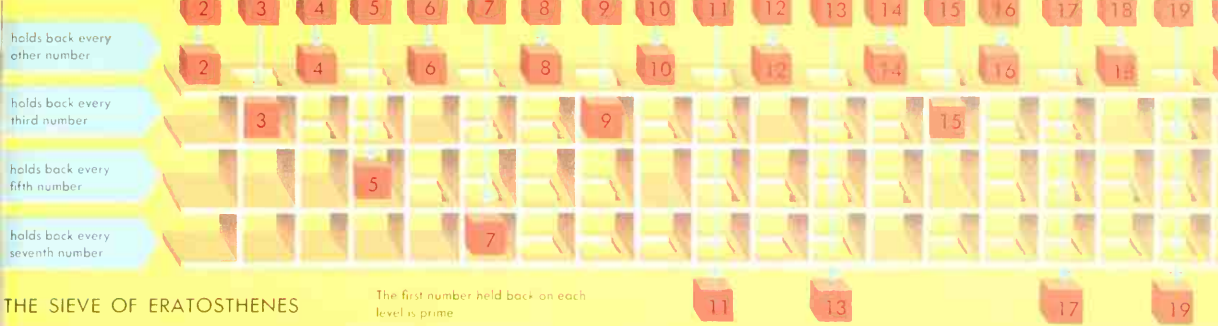 2 3 4 5 6 7 8 9 10 11 12 13 14 15 16 17 18 19
holds back every
other number
2 4 6 8 10 12 14 16 18
holds back every
third number
3 9 15
holds back every
fifth number
5
holds back every
seventh number
7
THE SIEVE OF ERATOSTHENES
The first number held back on each
level is prime
11 13 17 19